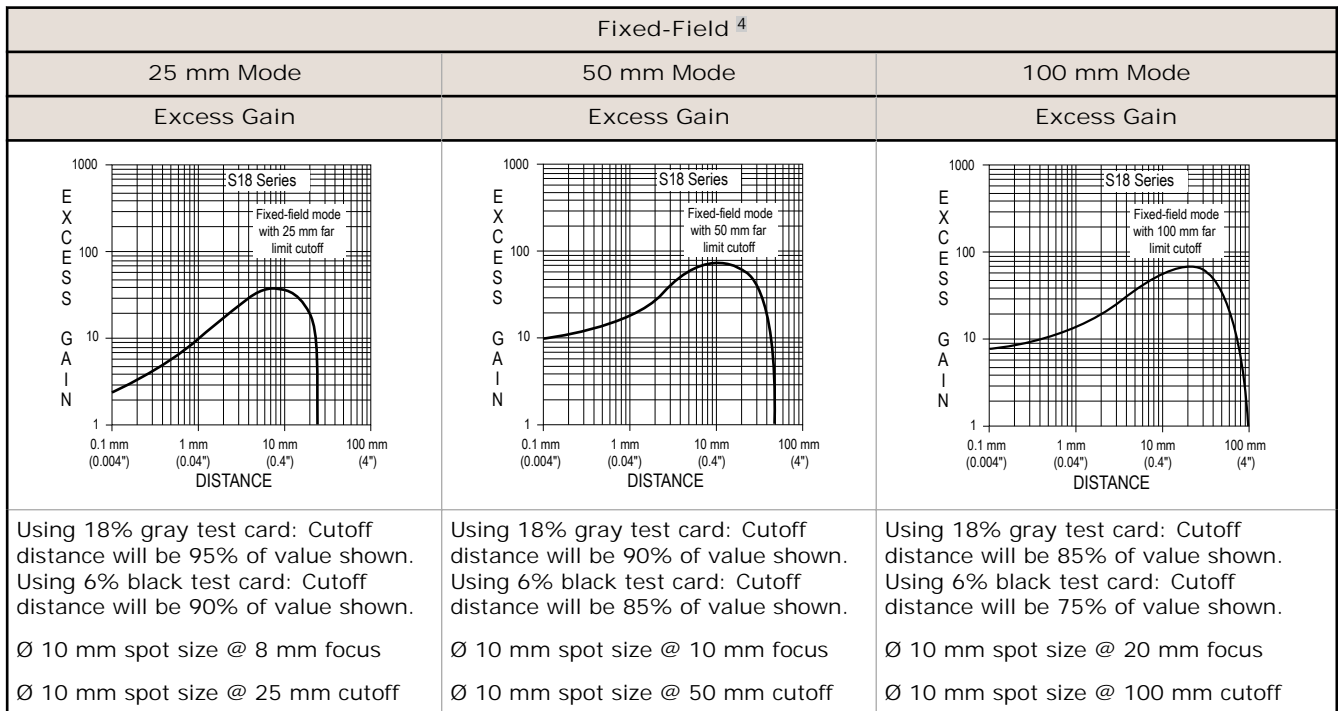 Fixed-Field 4
25 mm Mode
50 mm Mode
100 mm Mode
Excess Gain
Excess Gain
Excess Gain
1000
100
10
1
EXCESS GAIN
S18 Series
Fixed-field mode
with 25 mm far
limit cutoff
0.1 mm 1 mm 10 mm 100 mm
(0.004") (0.04") (0.4") (4")
DISTANCE
1000
100
10
1
EXCESS GAIN
S18 Series
Fixed-field mode
with 50 mm far
limit cutoff
0.1 mm 1 mm 10 mm 100 mm
(0.004") (0.04") (0.4") (4")
DISTANCE
1000
100
10
1
EXCESS GAIN
S18 Series
Fixed-field mode
with 100 mm far
limit cutoff
0.1 mm 1 mm 10 mm 100 mm
(0.004") (0.04") (0.4") (4")
DISTANCE
Using 18% gray test card: Cutoff
distance will be 95% of value shown.
Using 6% black test card: Cutoff
distance will be 90% of value shown.
Ø 10 mm spot size @ 8 mm focus
Ø 10 mm spot size @ 25 mm cutoff
Using 18% gray test card: Cutoff
distance will be 90% of value shown.
Using 6% black test card: Cutoff
distance will be 85% of value shown.
Ø 10 mm spot size @ 10 mm focus
Ø 10 mm spot size @ 50 mm cutoff
Using 18% gray test card: Cutoff
distance will be 85% of value shown.
Using 6% black test card: Cutoff
distance will be 75% of value shown.
Ø 10 mm spot size @ 20 mm focus
Ø 10 mm spot size @ 100 mm cutoff